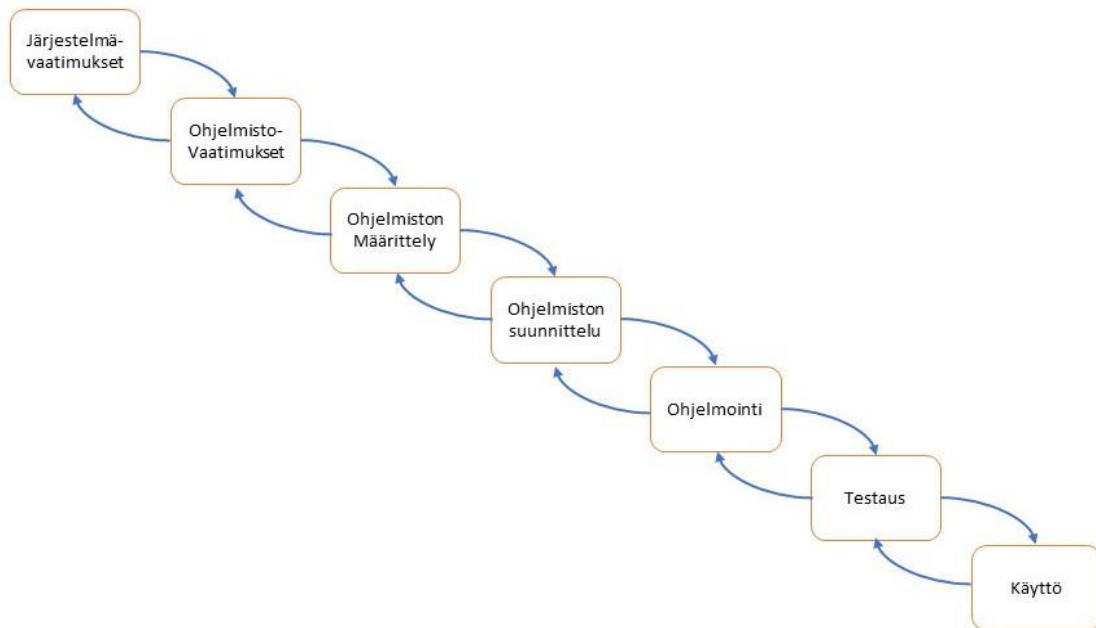 Järjestelmä-
vaatimukset
Ohjelmisto-
Vaatimukset
Ohjelmiston
Määrittely
Ohjelmiston
suunnittelu
Ohjelmointi
Testaus
Käyttö